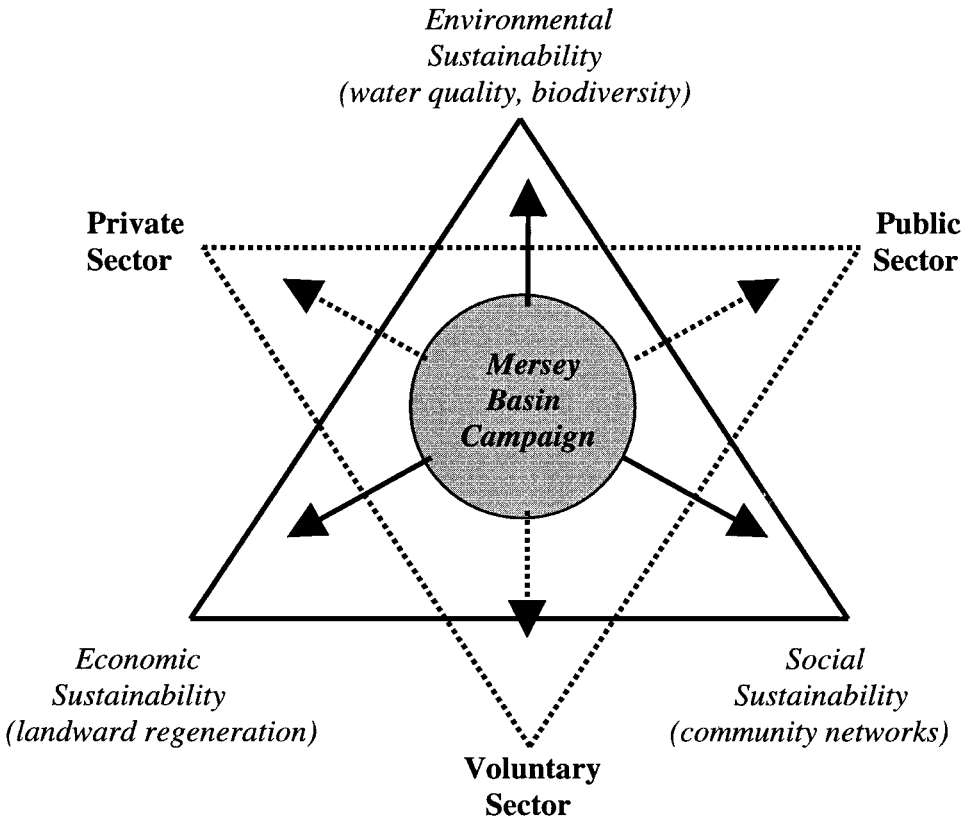 Environmental
Sustainability
(water quality, biodiversity)
Private
Sector
Public
Sector
Mersey
Basin
Campaign
Economic
Sustainability
(landward regeneration)
Social
Sustainability
(community networks)
Voluntary
Sector